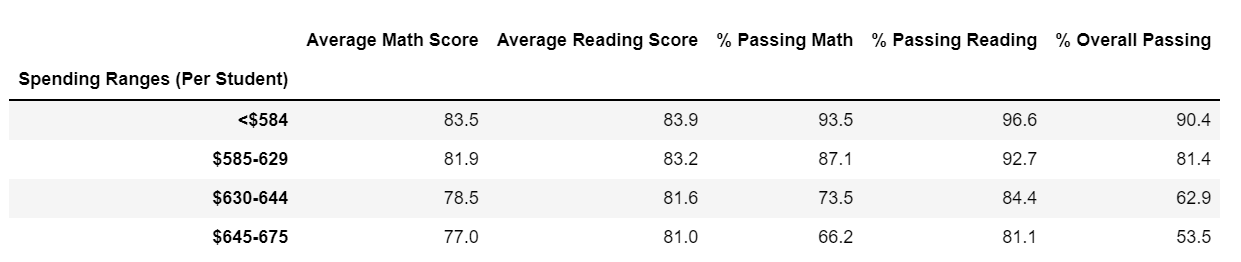 Average Math Score Average Reading Score % Passing Math % Passing Reading % Overall Passing
Spending Ranges (Per Student)
<$584 83.5 83.9 93.5 96.6 90.4
$585-629 81.9 83.2 87.1 92.7 81.4
$630-644 78.5 81.6 73.5 84.4 62.9
$645-675 77.0 81.0 66.2 81.1 53.5